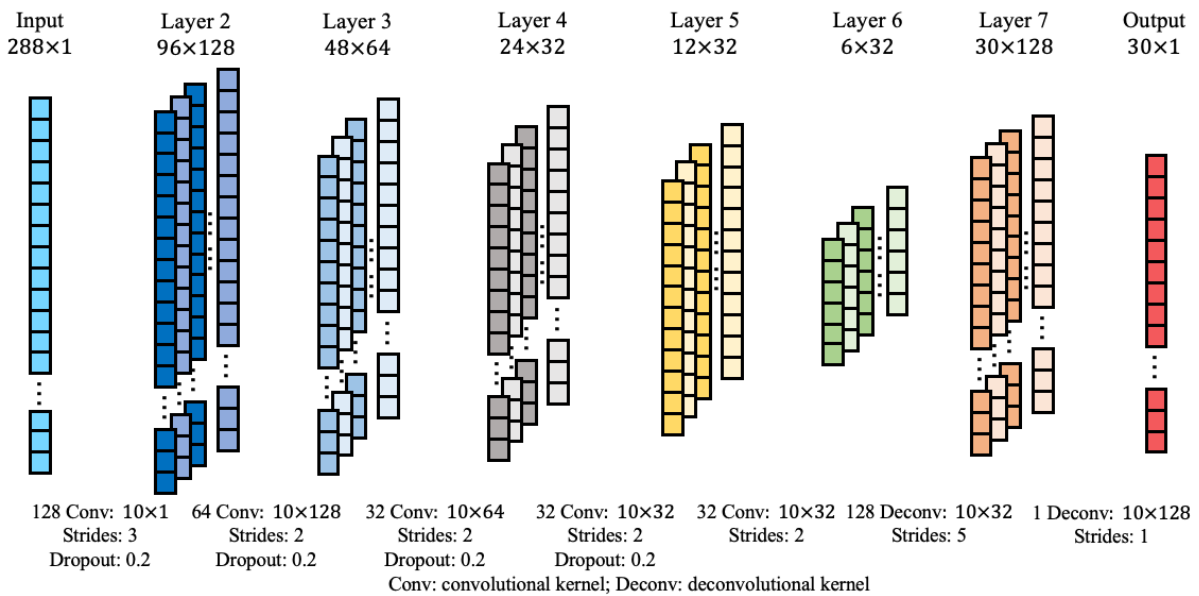 Input Layer 2 Layer 3 Layer 4 Layer 5 Layer 6 Layer 7 Output
288×1 96×128 48×64 24×32 12×32 6×32 30×128 30×1
128 Conv: 10×1 64 Conv: 10×128 32 Conv: 10×64 32 Conv: 10×32 32 Conv: 10×32 128 Deconv: 10×32 1 Deconv: 10×128
Strides: 3 Strides: 2 Strides: 2 Strides: 2 Strides: 2 Strides: 5 Strides: 1
Dropout: 0.2 Dropout: 0.2 Dropout: 0.2 Dropout: 0.2
Conv: convolutional kernel; Deconv: deconvolutional kernel